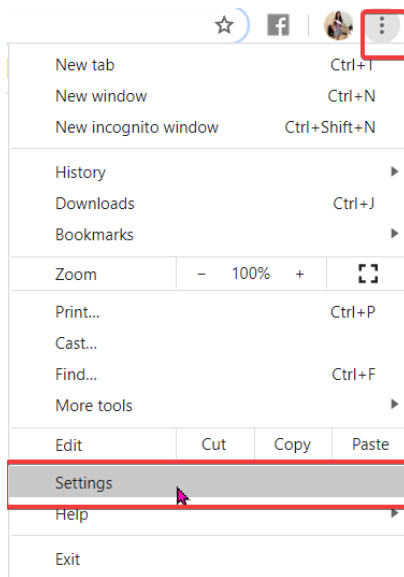 New tab Ctrl+T
New window Ctrl+N
New incognito window Ctrl+Shift+N
History
Downloads Ctrl+J
Bookmarks
Zoom - 100% +
Print... Ctrl+P
Cast...
Find... Ctrl+F
More tools
Edit Cut Copy Paste
Settings
Help
Exit